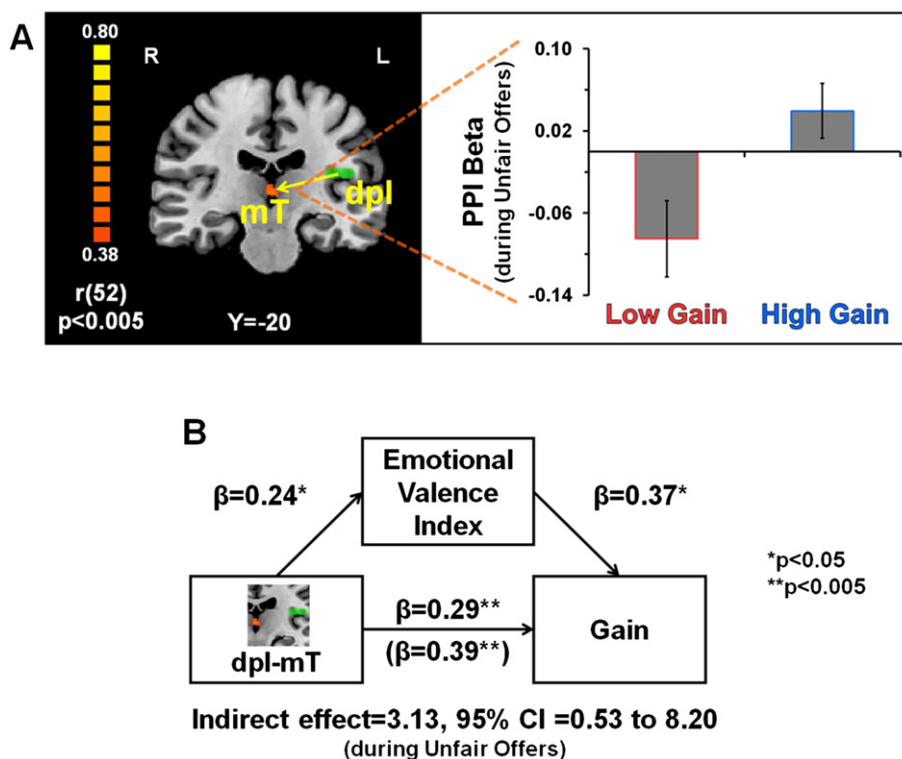 A
0.80
0.38
r(52)
p<0.005
R
L
mT
dpI
Y=-20
PPI Beta
(during Unfair Offers)
0.10
0.02
-0.06
-0.14
Low Gain
High Gain
B
Emotional
Valence
Index
β=0.24*
β=0.37*
*p<0.05
**p<0.005
dpI-mT
β=0.29**
(β=0.39**)
Gain
Indirect effect=3.13, 95% CI =0.53 to 8.20
(during Unfair Offers)